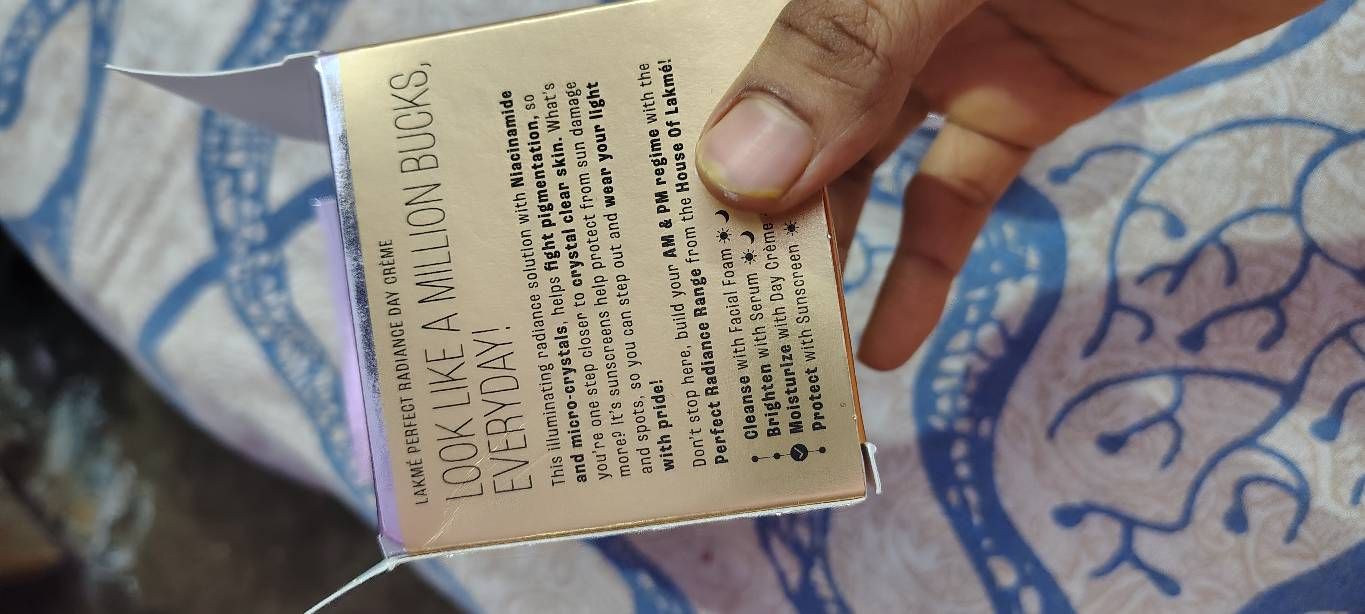 LAKMÉ PERFECT RADIANCE DAY CRÈME
LOOK LIKE A MILLION BUCKS,
EVERYDAY!
This illuminating radiance solution with Niacinamide
and micro-crystals, helps fight pigmentation, so
you're one step closer to crystal clear skin. What's
more? It's sunscreens help protect from sun damage
and spots, so you can step out and wear your light
with pride!
Don't stop here, build your AM & PM regime with the
Perfect Radiance Range from the House Of Lakmé!
Cleanse with Facial Foam
Brighten with Serum
Moisturize with Day Crème
Protect with Sunscreen